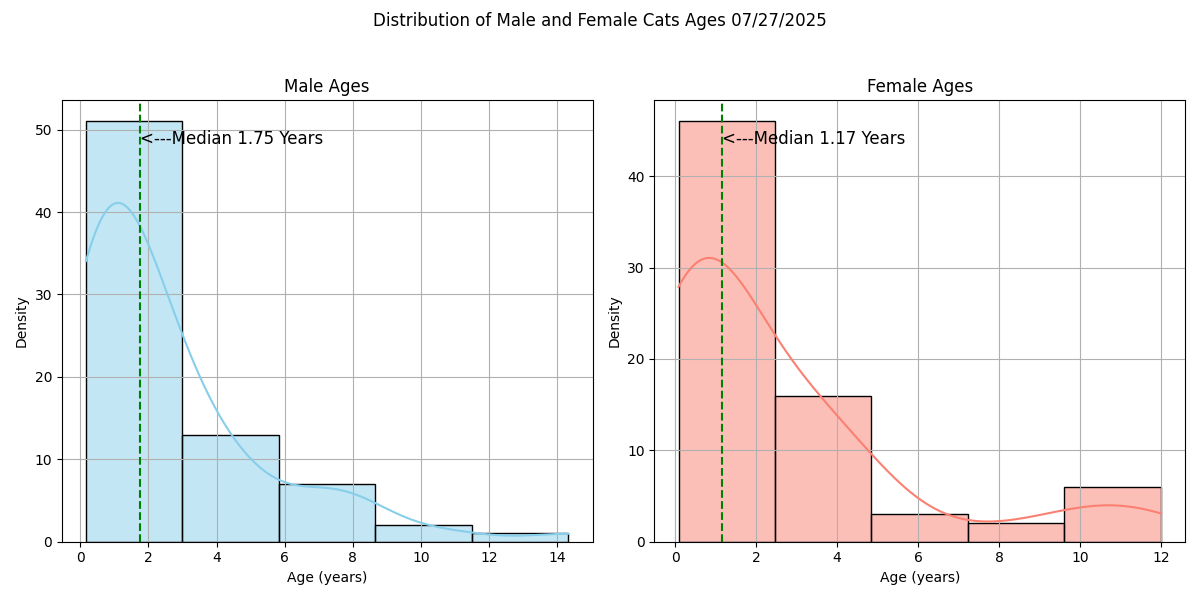 Distribution of Male and Female Cats Ages 07/27/2025
Male Ages
<---Median 1.75 Years
Density
50
40
30
20
10
0
0 2 4 6 8 10 12 14
Age (years)
Female Ages
<---Median 1.17 Years
Density
40
30
20
10
0
0 2 4 6 8 10 12
Age (years)